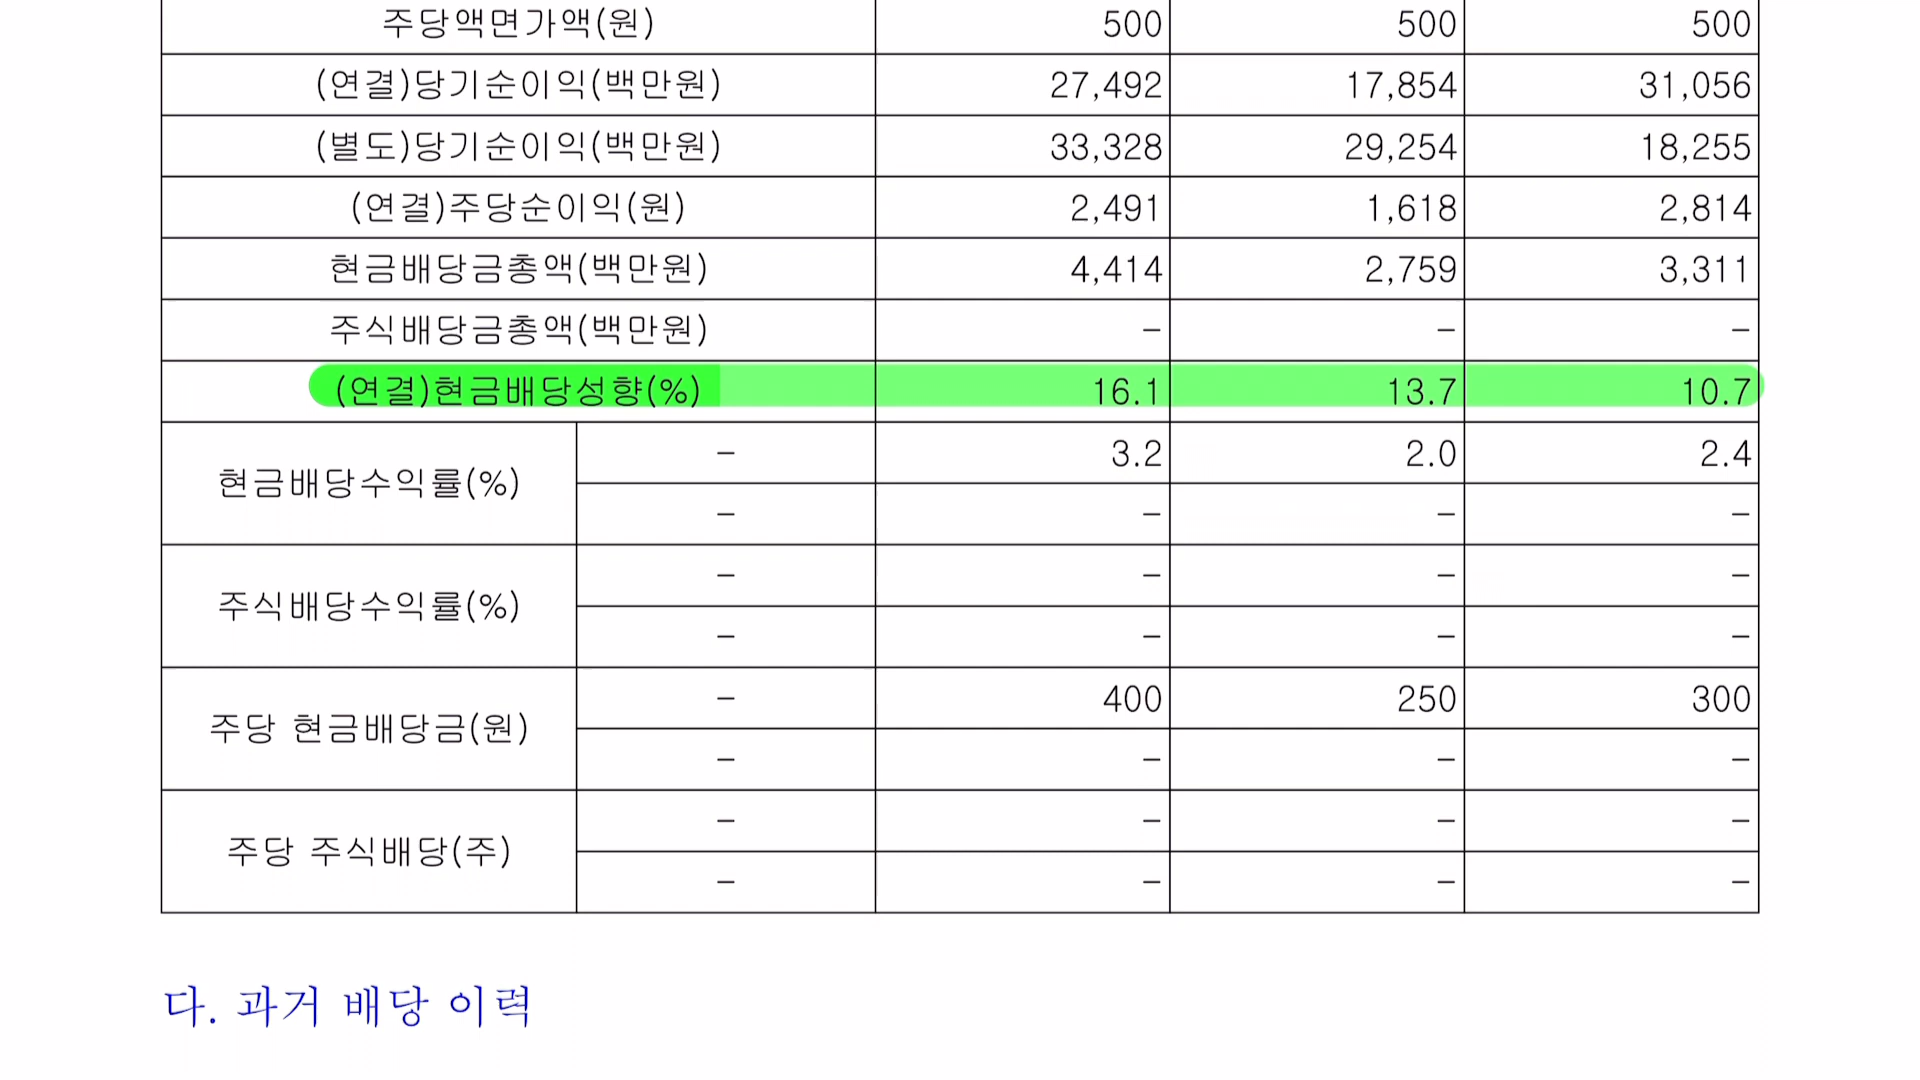 주당액면가액(원) 500 500 500
(연결)당기순이익(백만원) 27,492 17,854 31,056
(별도)당기순이익(백만원) 33,328 29,254 18,255
(연결)주당순이익(원) 2,491 1,618 2,814
현금배당금총액(백만원) 4,414 2,759 3,311
주식배당금총액(백만원) – – –
(연결)현금배당성향(%) 16.1 13.7 10.7
현금배당수익률(%) – 3.2 2.0 2.4
– – – –
주식배당수익률(%) – – – –
– – – –
주당 현금배당금(원) – 400 250 300
– – – –
주당 주식배당(주) – – – –
– – – –
다. 과거 배당 이력